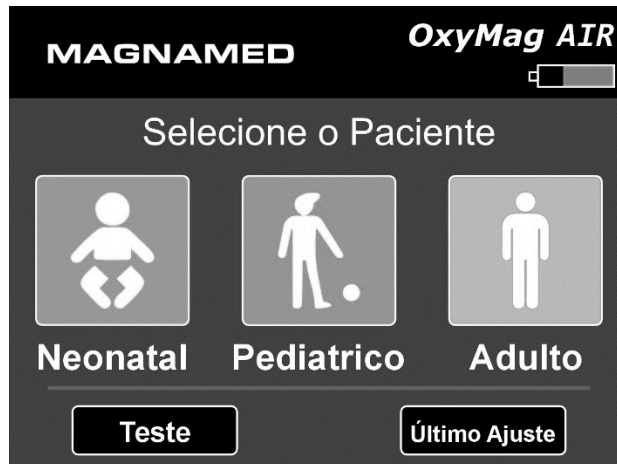 OxyMag AIR
MAGNAMED
Selecione o Paciente
Neonatal
Pediatrico
Adulto
Teste
Último Ajuste